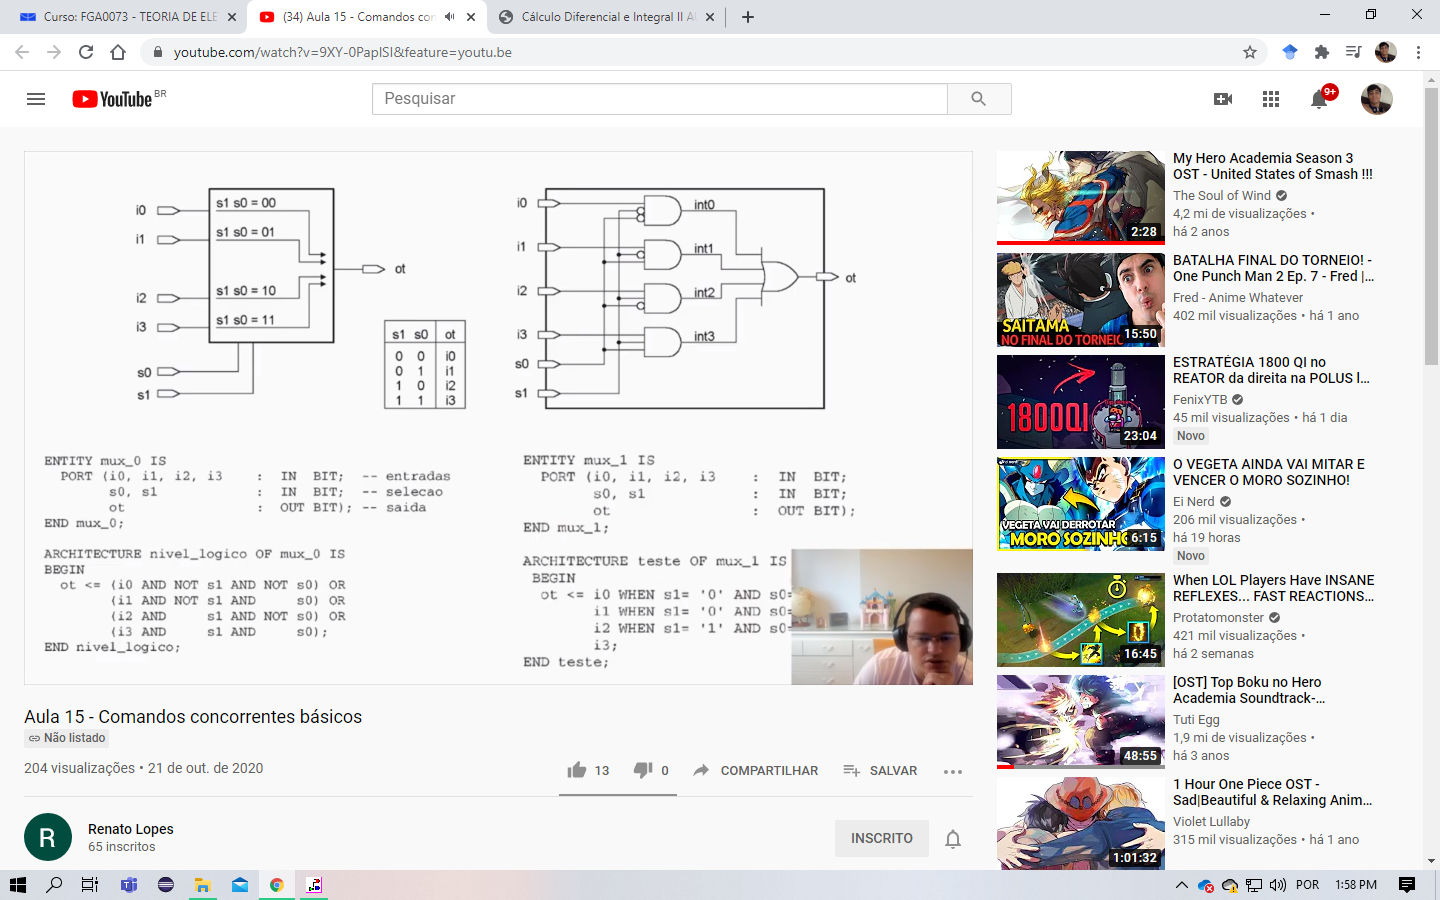 Curso: FGA0073 - TEORIA DE ELE
(34) Aula 15 - Comandos con
Cálculo Diferencial e Integral II Al
youtube.com/watch?v=9XY-0PapISI&feature=youtu.be
YouTube BR
Pesquisar
9+
i0
i1
i2
i3
s0
s1
s1 s0 = 00
s1 s0 = 01
s1 s0 = 10
s1 s0 = 11
ot
s1 s0 ot
0 0 i0
0 1 i1
1 0 i2
1 1 i3
i0
i1
i2
i3
s0
s1
int0
int1
int2
int3
ot
ENTITY mux_0 IS
PORT (i0, i1, i2, i3 : IN BIT; -- entradas
s0, s1 : IN BIT; -- selecao
ot : OUT BIT); -- saida
END mux_0;
ARCHITECTURE nivel_logico OF mux_0 IS
BEGIN
ot <= (i0 AND NOT s1 AND NOT s0) OR
(i1 AND NOT s1 AND s0) OR
(i2 AND s1 AND NOT s0) OR
(i3 AND s1 AND s0);
END nivel_logico;
ENTITY mux_1 IS
PORT (i0, i1, i2, i3 : IN BIT;
s0, s1 : IN BIT;
ot : OUT BIT);
END mux_1;
ARCHITECTURE teste OF mux_1 IS
BEGIN
ot <= i0 WHEN s1= '0' AND s0=
i1 WHEN s1= '0' AND s0=
i2 WHEN s1= '1' AND s0=
i3;
END teste;
Aula 15 - Comandos concorrentes básicos
Não listado
204 visualizações • 21 de out. de 2020
13
0
COMPARTILHAR
SALVAR
R
Renato Lopes
65 inscritos
INSCRITO
2:28
My Hero Academia Season 3
OST - United States of Smash !!!
The Soul of Wind
4,2 mi de visualizações •
há 2 anos
SAITAMA
NO FINAL DO TORNEIO
15:50
BATALHA FINAL DO TORNEIO! -
One Punch Man 2 Ep. 7 - Fred |...
Fred - Anime Whatever
402 mil visualizações • há 1 ano
1800QI
23:04
ESTRATÉGIA 1800 QI no
REATOR da direita na POLUS l...
FenixYTB
45 mil visualizações • há 1 dia
Novo
VEGETA VAI DERROTAR
MORO SOZINHO
6:15
O VEGETA AINDA VAI MITAR E
VENCER O MORO SOZINHO!
Ei Nerd
206 mil visualizações •
há 19 horas
Novo
16:45
When LOL Players Have INSANE
REFLEXES... FAST REACTIONS...
Protatomonster
421 mil visualizações •
há 2 semanas
48:55
[OST] Top Boku no Hero
Academia Soundtrack-...
Tuti Egg
1,9 mi de visualizações •
há 3 anos
1:01:32
1 Hour One Piece OST -
Sad|Beautiful & Relaxing Anim...
Violet Lullaby
315 mil visualizações • há 1 ano
POR
1:58 PM